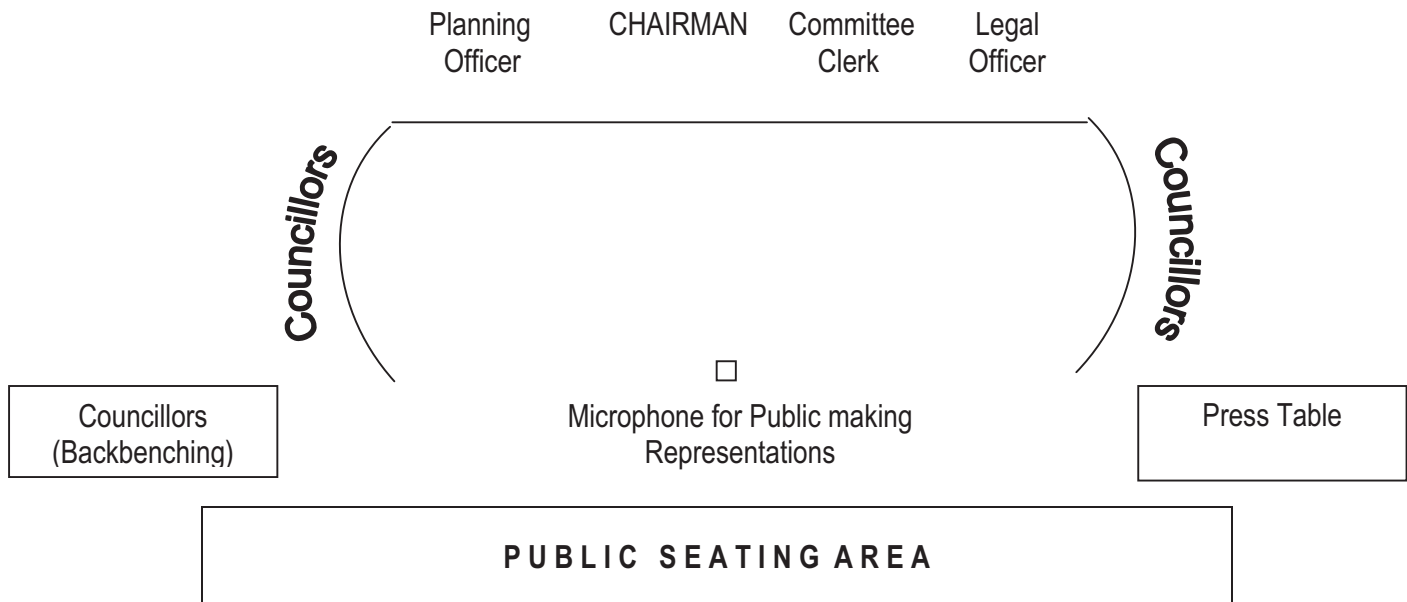 Planning
Officer
CHAIRMAN
Committee
Clerk
Legal
Officer
Councillors
Councillors
Councillors
(Backbenching)
Microphone for Public making
Representations
Press Table
PUBLIC SEATING AREA